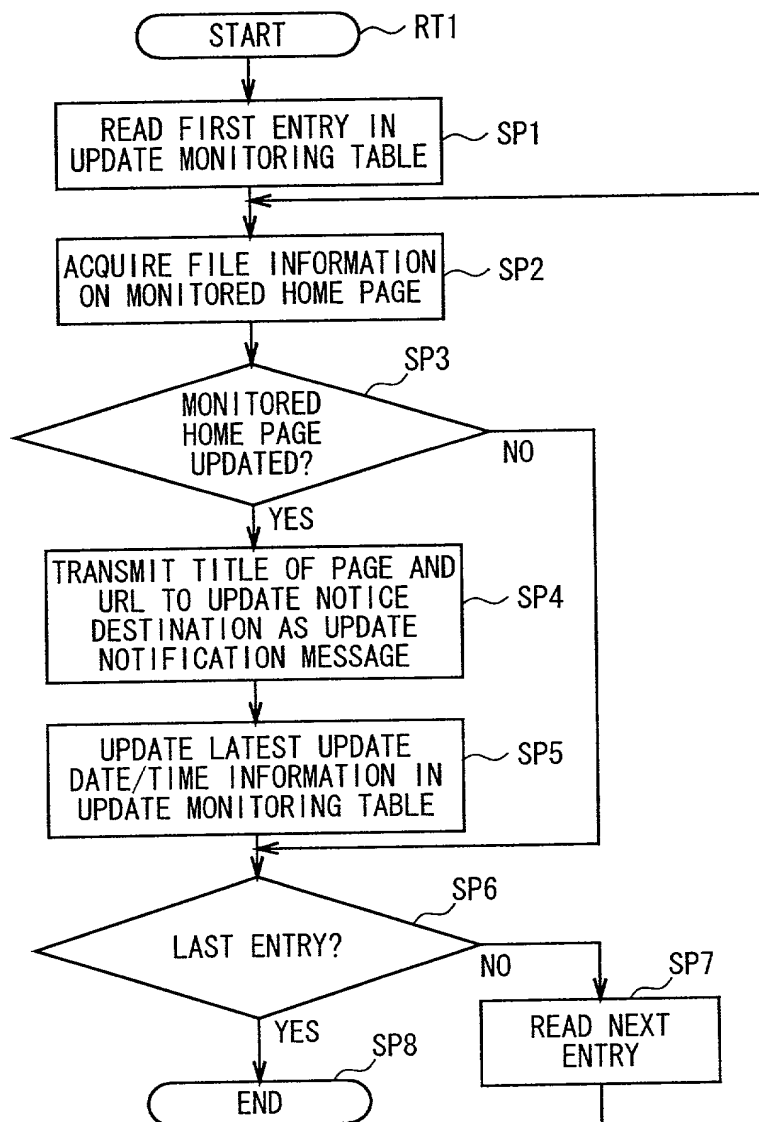 START
RT1
READ FIRST ENTRY IN
UPDATE MONITORING TABLE
SP1
ACQUIRE FILE INFORMATION
ON MONITORED HOME PAGE
SP2
SP3
MONITORED
HOME PAGE
UPDATED?
NO
YES
TRANSMIT TITLE OF PAGE AND
URL TO UPDATE NOTICE
DESTINATION AS UPDATE
NOTIFICATION MESSAGE
SP4
UPDATE LATEST UPDATE
DATE/TIME INFORMATION IN
UPDATE MONITORING TABLE
SP5
SP6
LAST ENTRY?
NO
YES
SP7
READ NEXT
ENTRY
SP8
END